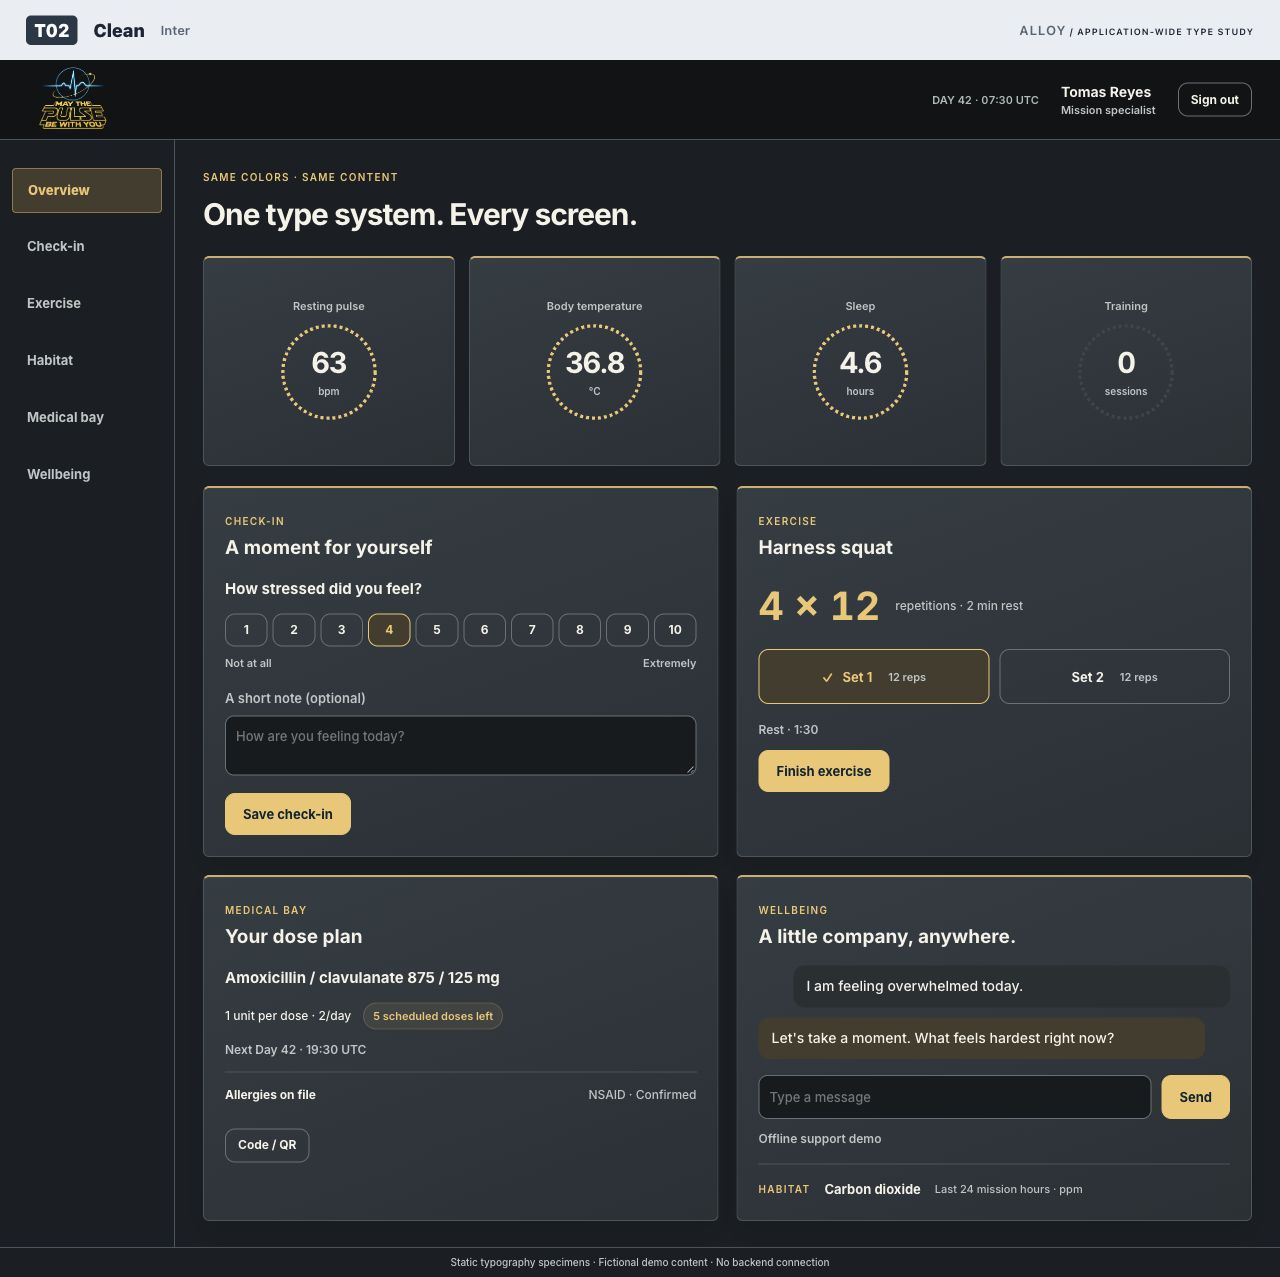 T02 Clean Inter
ALLOY / APPLICATION-WIDE TYPE STUDY
MAY THE
PULSE
BE WITH YOU
DAY 42 · 07:30 UTC
Tomas Reyes
Mission specialist
Sign out
Overview
Check-in
Exercise
Habitat
Medical bay
Wellbeing
SAME COLORS · SAME CONTENT
One type system. Every screen.
Resting pulse
63
bpm
Body temperature
36.8
°C
Sleep
4.6
hours
Training
0
sessions
CHECK-IN
A moment for yourself
How stressed did you feel?
1 2 3 4 5 6 7 8 9 10
Not at all Extremely
A short note (optional)
How are you feeling today?
Save check-in
EXERCISE
Harness squat
4 × 12 repetitions · 2 min rest
✓ Set 1 12 reps Set 2 12 reps
Rest · 1:30
Finish exercise
MEDICAL BAY
Your dose plan
Amoxicillin / clavulanate 875 / 125 mg
1 unit per dose · 2/day 5 scheduled doses left
Next Day 42 · 19:30 UTC
Allergies on file NSAID · Confirmed
Code / QR
WELLBEING
A little company, anywhere.
I am feeling overwhelmed today.
Let's take a moment. What feels hardest right now?
Type a message Send
Offline support demo
HABITAT Carbon dioxide Last 24 mission hours · ppm
Static typography specimens · Fictional demo content · No backend connection